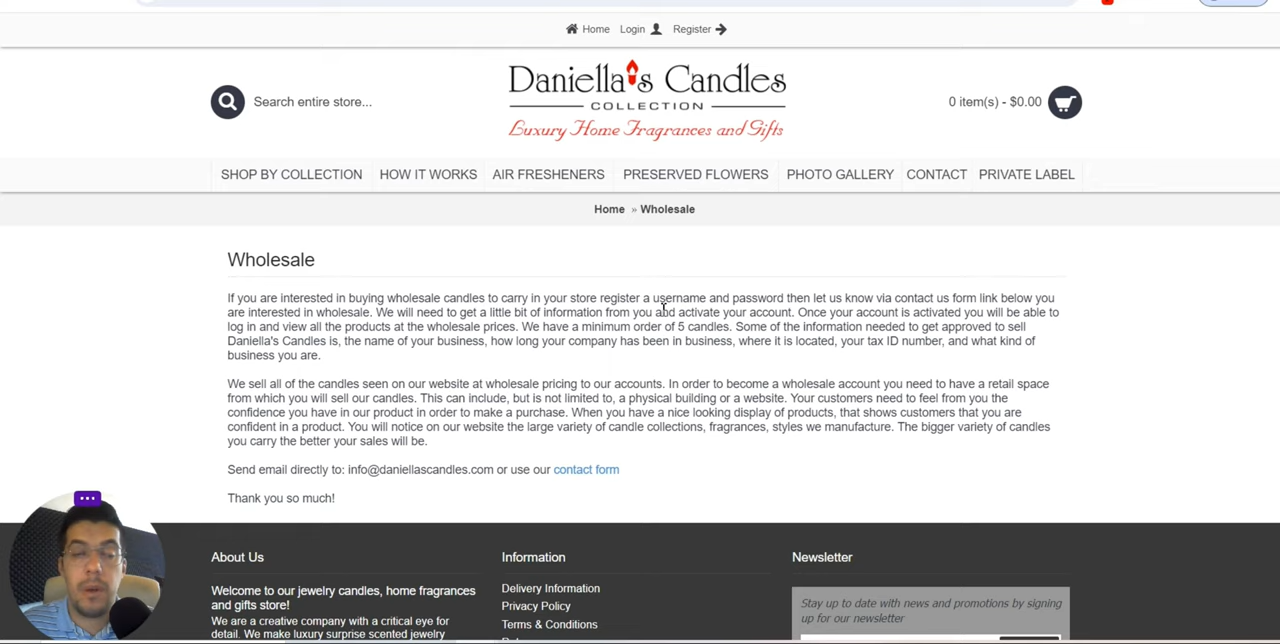 Home Login Register
Search entire store...
Daniella's Candles
COLLECTION
Luxury Home Fragrances and Gifts
0 item(s) - $0.00
SHOP BY COLLECTION HOW IT WORKS AIR FRESHENERS PRESERVED FLOWERS PHOTO GALLERY CONTACT PRIVATE LABEL
Home » Wholesale
Wholesale
If you are interested in buying wholesale candles to carry in your store register a username and password then let us know via contact us form link below you
are interested in wholesale. We will need to get a little bit of information from you and activate your account. Once your account is activated you will be able to
log in and view all the products at the wholesale prices. We have a minimum order of 5 candles. Some of the information needed to get approved to sell
Daniella's Candles is, the name of your business, how long your company has been in business, where it is located, your tax ID number, and what kind of
business you are.
We sell all of the candles seen on our website at wholesale pricing to our accounts. In order to become a wholesale account you need to have a retail space
from which you will sell our candles. This can include, but is not limited to, a physical building or a website. Your customers need to feel from you the
confidence you have in our product in order to make a purchase. When you have a nice looking display of products, that shows customers that you are
confident in a product. You will notice on our website the large variety of candle collections, fragrances, styles we manufacture. The bigger variety of candles
you carry the better your sales will be.
Send email directly to: info@daniellascandles.com or use our contact form
Thank you so much!
About Us
Welcome to our jewelry candles, home fragrances
and gifts store!
We are a creative company with a critical eye for
detail. We make luxury surprise scented jewelry
Information
Delivery Information
Privacy Policy
Terms & Conditions
Newsletter
Stay up to date with news and promotions by signing
up for our newsletter